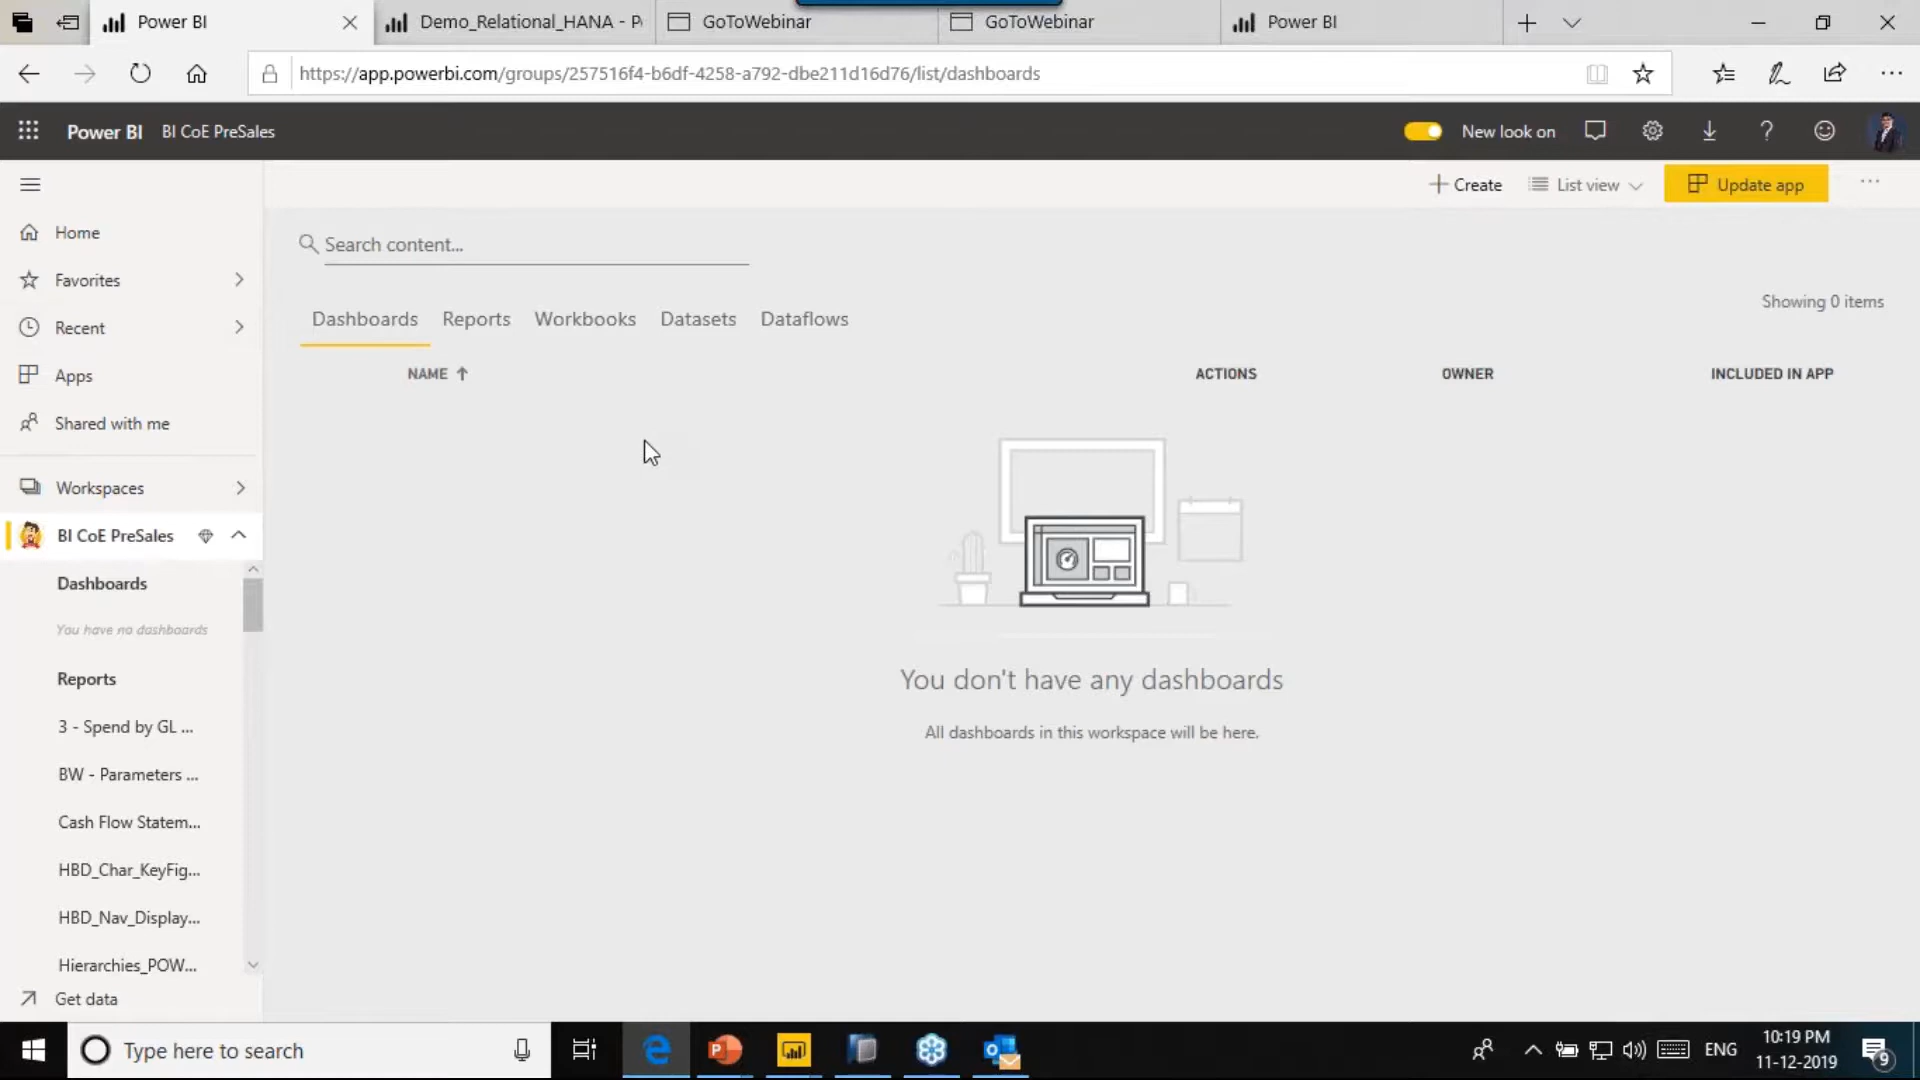 Power BI
Demo_Relational_HANA - P
GoToWebinar
GoToWebinar
Power BI
https://app.powerbi.com/groups/257516f4-b6df-4258-a792-dbe211d16d76/list/dashboards
Power BI BI CoE PreSales
New look on
Create
List view
Update app
Home
Favorites
Recent
Apps
Shared with me
Workspaces
BI CoE PreSales
Dashboards
You have no dashboards
Reports
3 - Spend by GL ...
BW - Parameters ...
Cash Flow Statem...
HBD_Char_KeyFig...
HBD_Nav_Display...
Hierarchies_POW...
Get data
Search content...
Showing 0 items
Dashboards Reports Workbooks Datasets Dataflows
NAME ACTIONS OWNER INCLUDED IN APP
You don't have any dashboards
All dashboards in this workspace will be here.
Type here to search
ENG
10:19 PM
11-12-2019
9